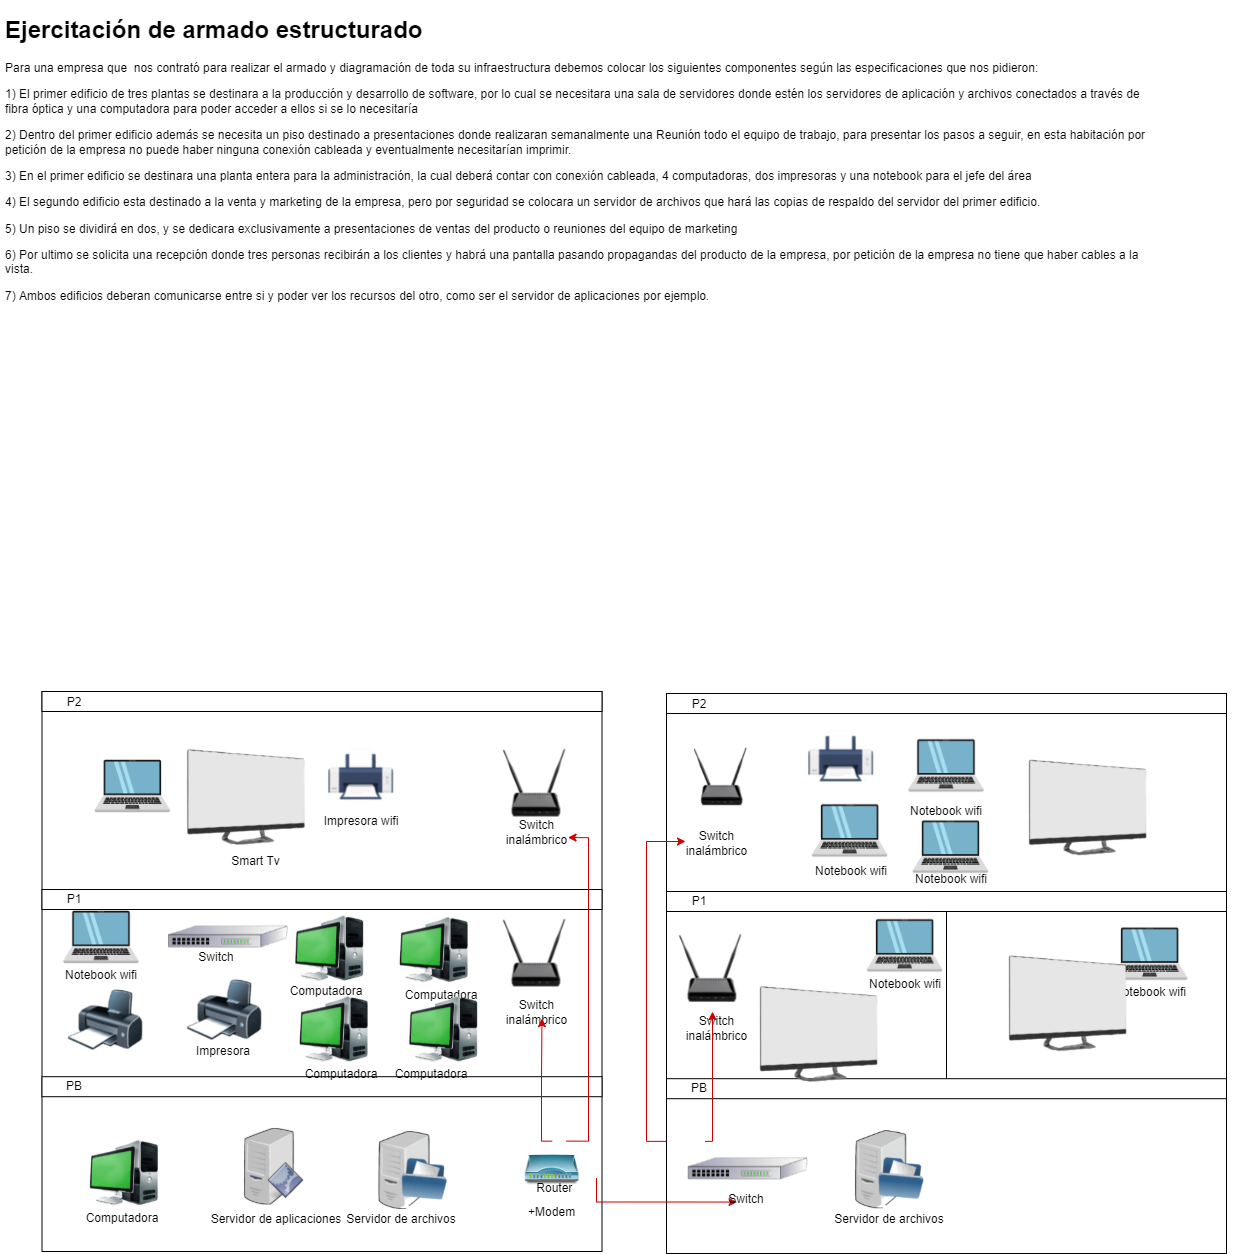 Ejercitación de armado estructurado
Para una empresa que  nos contrató para realizar el armado y diagramación de toda su infraestructura debemos colocar los siguientes componentes según las especificaciones que nos pidieron:
1) El primer edificio de tres plantas se destinara a la producción y desarrollo de software, por lo cual se necesitara una sala de servidores donde estén los servidores de aplicación y archivos conectados a través de
fibra óptica y una computadora para poder acceder a ellos si se lo necesitaría
2) Dentro del primer edificio además se necesita un piso destinado a presentaciones donde realizaran semanalmente una Reunión todo el equipo de trabajo, para presentar los pasos a seguir, en esta habitación por
petición de la empresa no puede haber ninguna conexión cableada y eventualmente necesitarían imprimir.
3) En el primer edificio se destinara una planta entera para la administración, la cual deberá contar con conexión cableada, 4 computadoras, dos impresoras y una notebook para el jefe del área
4) El segundo edificio esta destinado a la venta y marketing de la empresa, pero por seguridad se colocara un servidor de archivos que hará las copias de respaldo del servidor del primer edificio.
5) Un piso se dividirá en dos, y se dedicara exclusivamente a presentaciones de ventas del producto o reuniones del equipo de marketing
6) Por ultimo se solicita una recepción donde tres personas recibirán a los clientes y habrá una pantalla pasando propagandas del producto de la empresa, por petición de la empresa no tiene que haber cables a la
vista.
7) Ambos edificios deberan comunicarse entre si y poder ver los recursos del otro, como ser el servidor de aplicaciones por ejemplo.
P2
Impresora wifi
Switch
inalámbrico
Smart Tv
P1
Notebook wifi
Switch
Computadora
Computadora
Switch
inalámbrico
Impresora
Computadora
Computadora
PB
Computadora
Servidor de aplicaciones
Servidor de archivos
Router
+Modem
P2
Switch
inalámbrico
Notebook wifi
Notebook wifi
Notebook wifi
P1
Switch
inalámbrico
Notebook wifi
otebook wifi
PB
Switch
Servidor de archivos